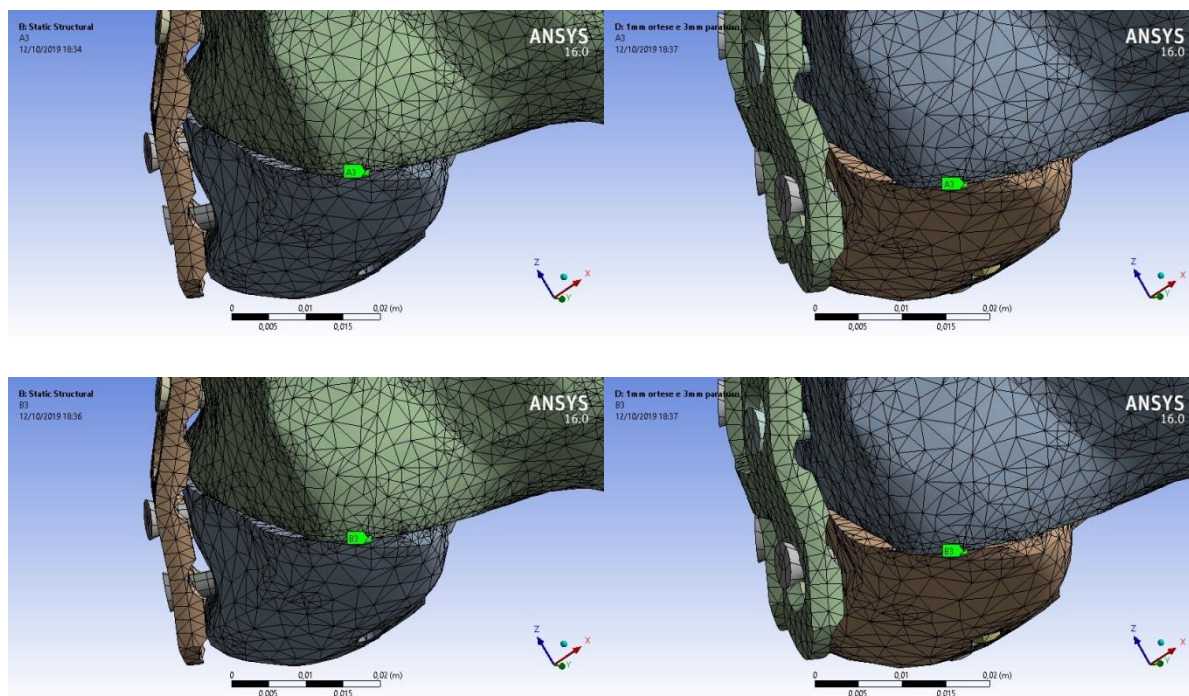 B: Static Structural
A3
12/10/2019 18:34
ANSYS
16.0
A3
Z
X
Y
0
0,01
0,02 (m)
0,005
0,015
D: 1mm ortese e 3mm parafuso
A3
12/10/2019 18:37
ANSYS
16.0
A3
Z
X
Y
0
0,01
0,02 (m)
0,005
0,015
B: Static Structural
B3
12/10/2019 18:36
ANSYS
16.0
B3
Z
X
Y
0
0,01
0,02 (m)
0,005
0,015
D: 1mm ortese e 3mm
B3
12/10/2019 18:37
ANSYS
16.0
B3
Z
X
Y
0
0,01
0,02 (m)
0,005
0,015